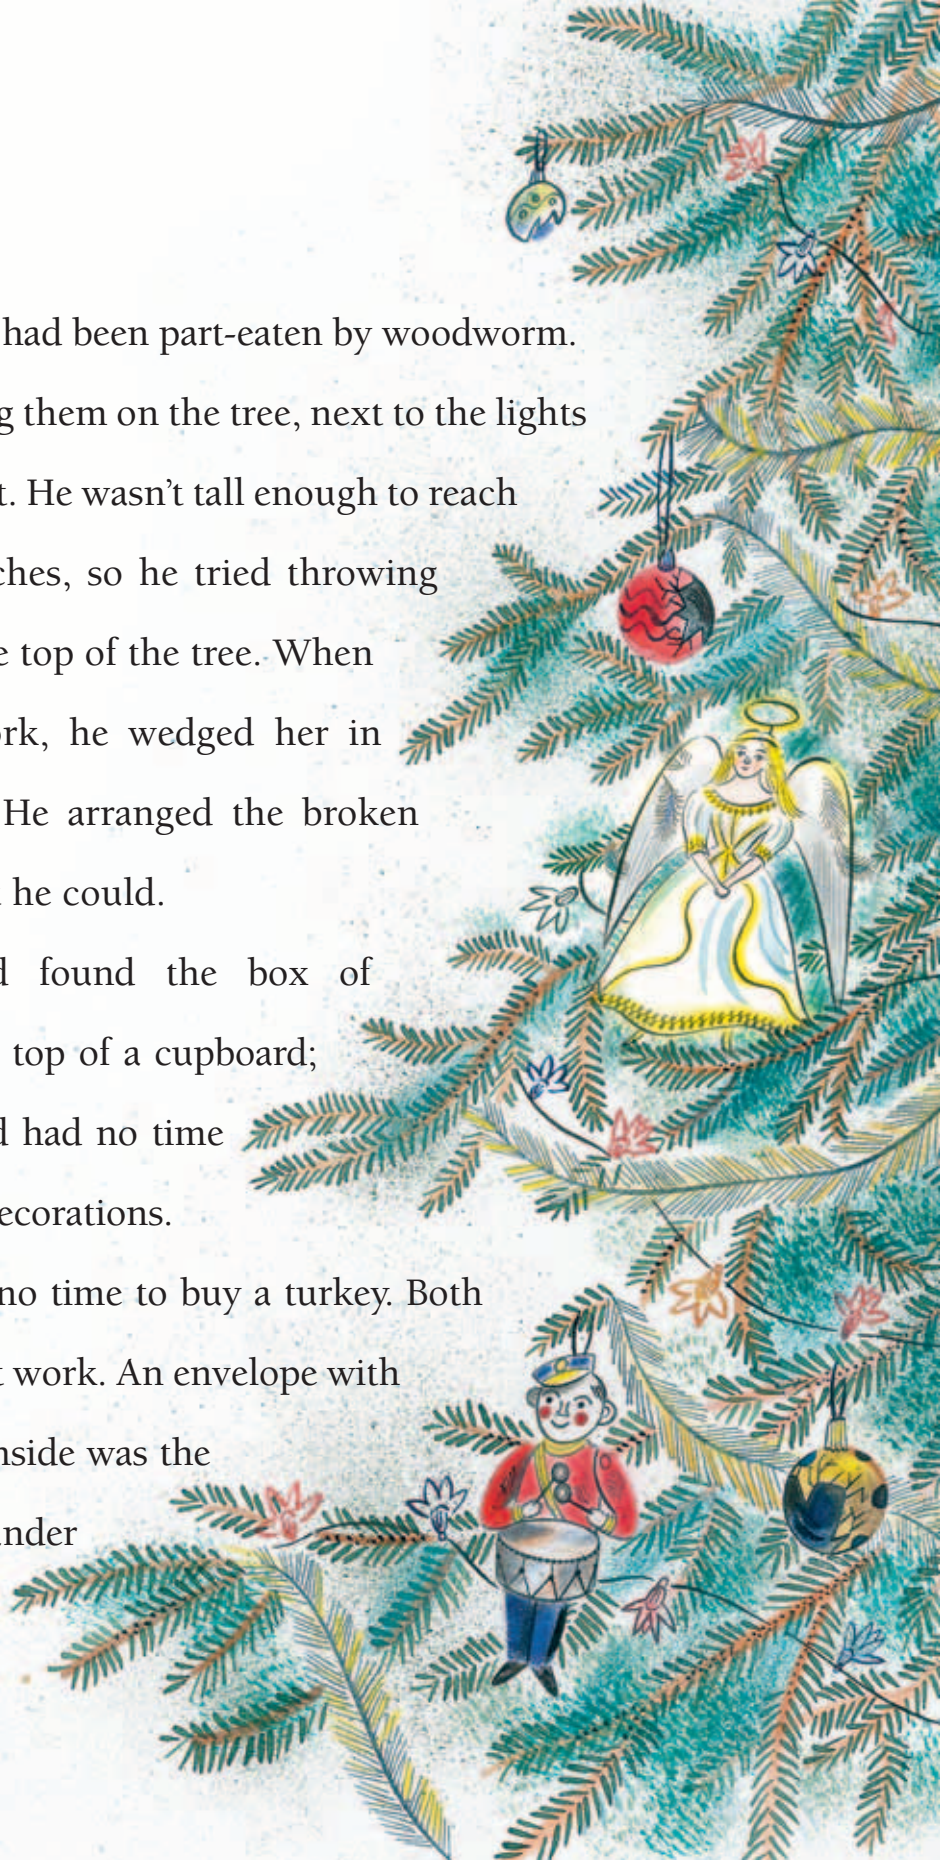 had been part-eaten by woodworm.
g them on the tree, next to the lights
t. He wasn’t tall enough to reach
ches, so he tried throwing
e top of the tree. When
ork, he wedged her in
He arranged the broken
he could.
d found the box of
top of a cupboard;
d had no time
ecorations.
no time to buy a turkey. Both
t work. An envelope with
nside was the
under